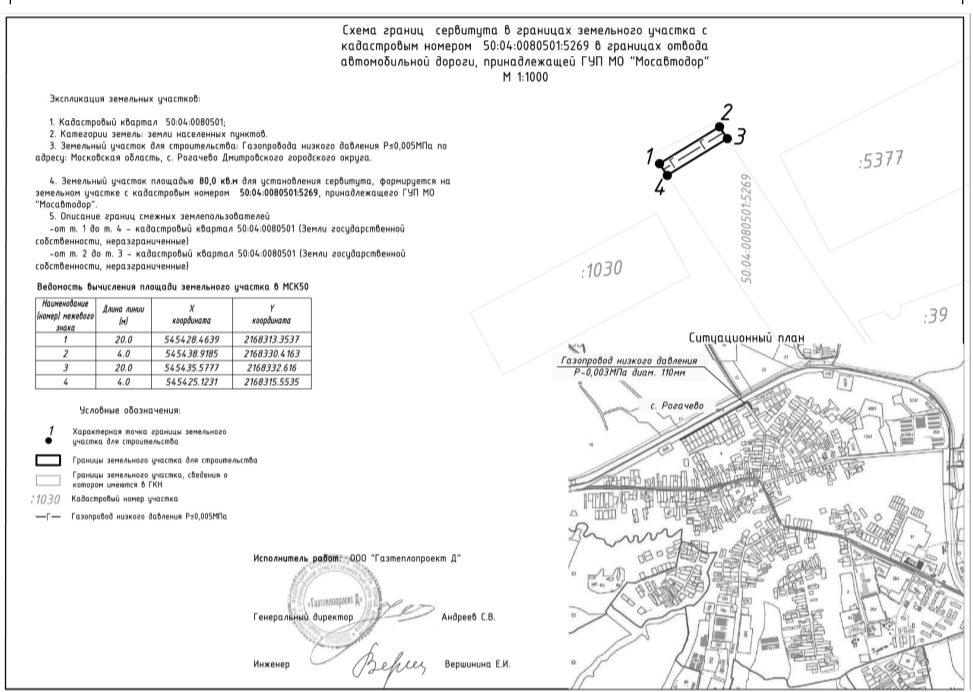 Схема границ сервитута в границах земельного участка с
кадастровым номером 50:04:0080501:5269 в границах отвода
автомобильной дороги, принадлежащей ГУП МО "Мосавтодор"
М 1:1000
Экспликация земельных участков:
1. Кадастровый квартал 50:04:0080501;
2. Категории земель: земли населенных пунктов.
3. Земельный участок для строительства: Газопровода низкого давления Р≤0,005МПа по
адресу: Московская область, с. Рогачево Дмитровского городского округа.
4. Земельный участок площадью 80,0 кв.м для установления сервитута, формируется на
земельном участке с кадастровым номером 50:04:0080501:5269, принадлежащего ГУП МО
"Мосавтодор".
5. Описание границ смежных землепользователей
-от т. 1 до т. 4 - кадастровый квартал 50:04:0080501 (Земли государственной
собственности, неразграниченные)
-от т. 2 до т. 3 - кадастровый квартал 50:04:0080501 (Земли государственной
собственности, неразграниченные)
Ведомость вычисления площади земельного участка в МСК50
Наименование (номер) межевого знака Длина линии (м) X координата Y координата
1 20.0 545428.4639 2168313.3537
2 4.0 545438.9185 2168330.4163
3 20.0 545435.5777 2168332.616
4 4.0 545425.1231 2168315.5535
Условные обозначения:
1 Характерная точка границы земельного
участка для строительства
Границы земельного участка для строительства
Границы земельного участка, сведения о
котором имеются в ГКН
:1030 Кадастровый номер участка
—Г— Газопровод низкого давления Р≤0,005МПа
Исполнитель работ: ООО "Газтеплопроект Д"
«Газтеплопроект Д»
Генеральный директор Андреев С.В.
Инженер Вершинина Е.И.
1
2
3
4
:5377
50:04:0080501:5269
:1030
:39
Ситуационный план
Газопровод низкого давления
Р-0,003МПа диам. 110мм
с. Рогачево